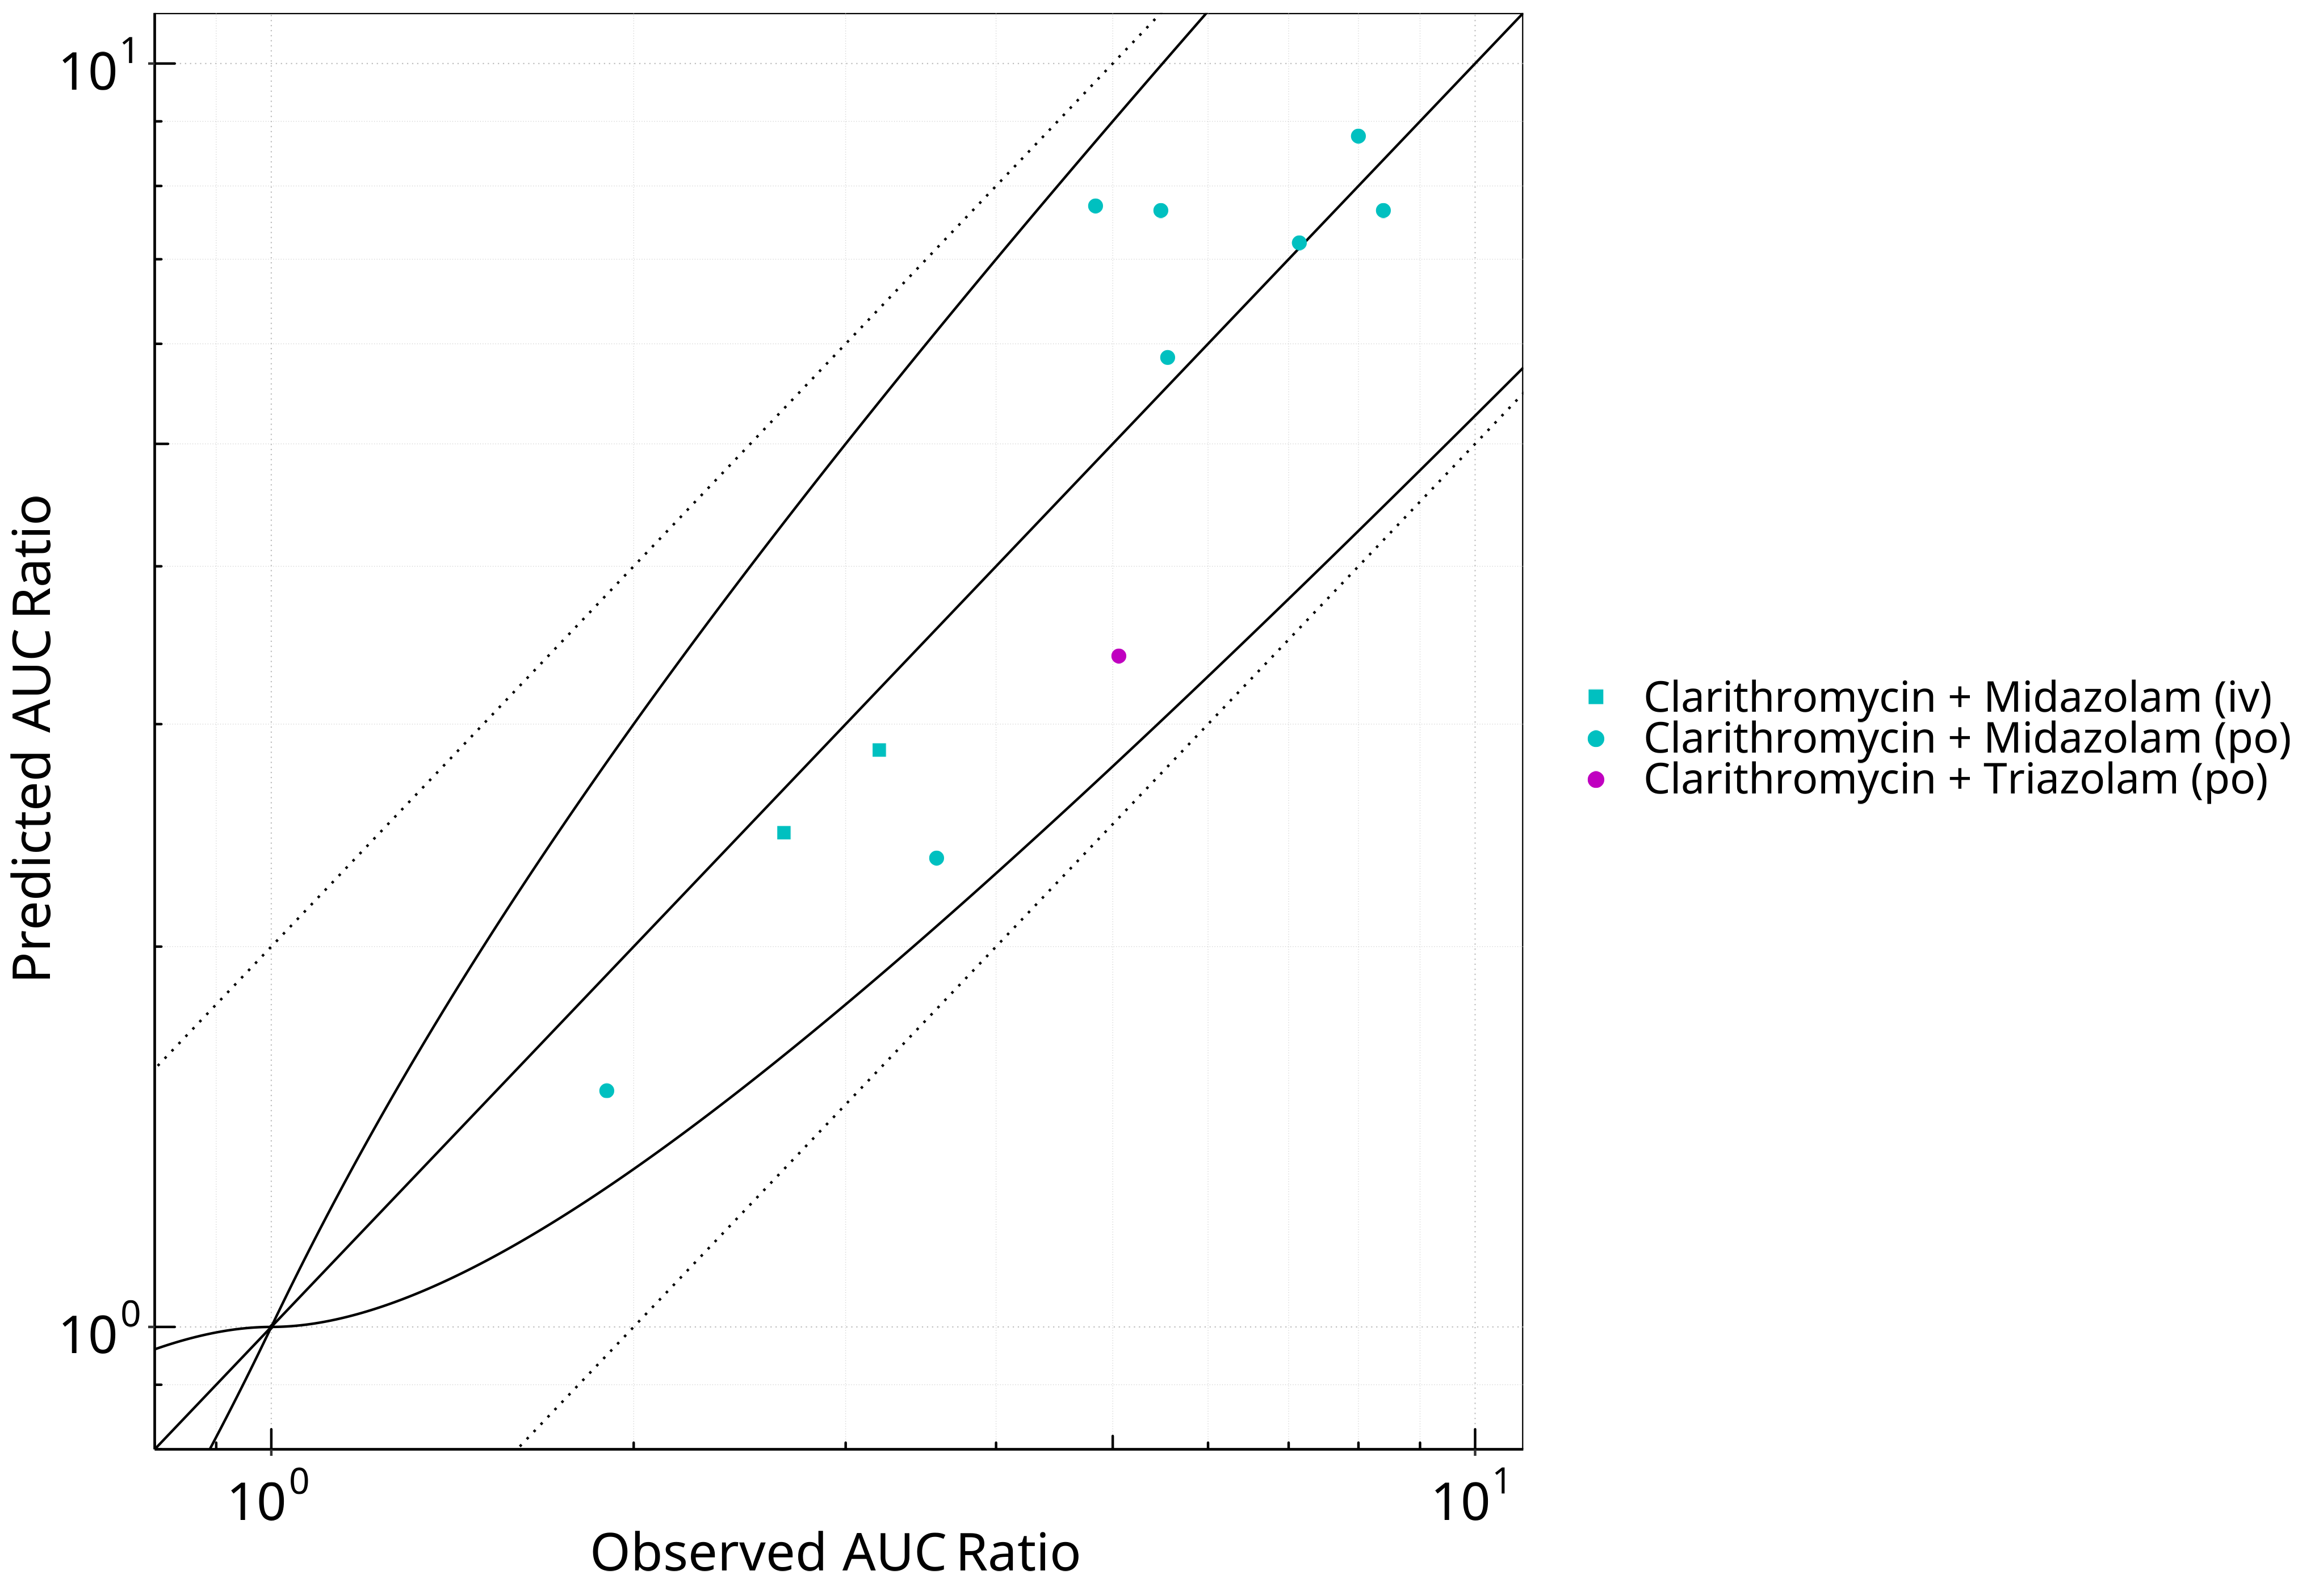 10^1
10^0
Predicted AUC Ratio
10^0
10^1
Observed AUC Ratio
Clarithromycin + Midazolam (iv)
Clarithromycin + Midazolam (po)
Clarithromycin + Triazolam (po)